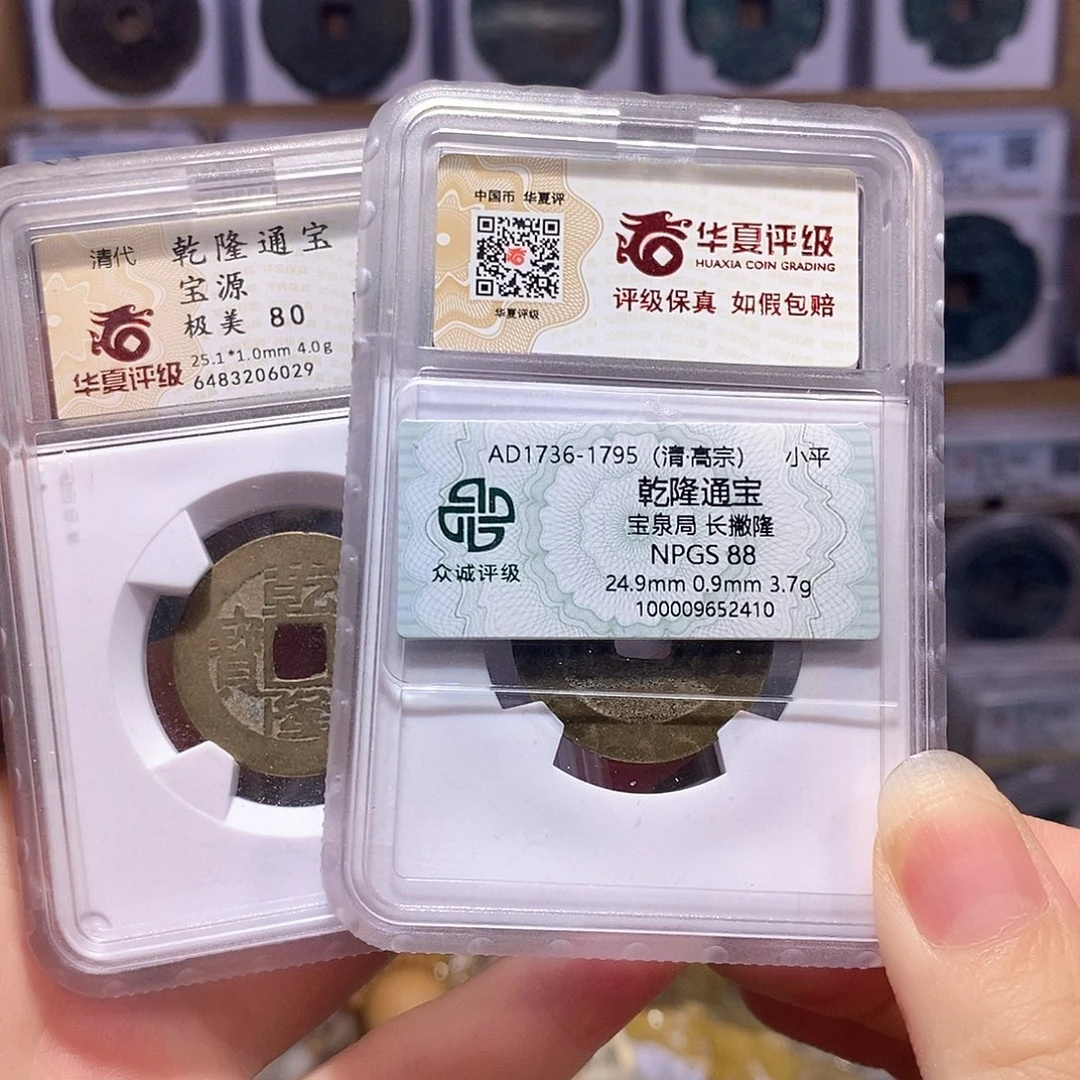 清代 乾隆通宝
宝源
极美 80
25.1*1.0mm 4.0g
华夏评级 6483206029
乾
隆
中国币 华夏评
华夏评级
华夏评级
HUAXIA COIN GRADING
评级保真 如假包赔
AD1736-1795（清·高宗） 小平
乾隆通宝
宝泉局 长撇隆
NPGS 88
24.9mm 0.9mm 3.7g
100009652410
众诚评级